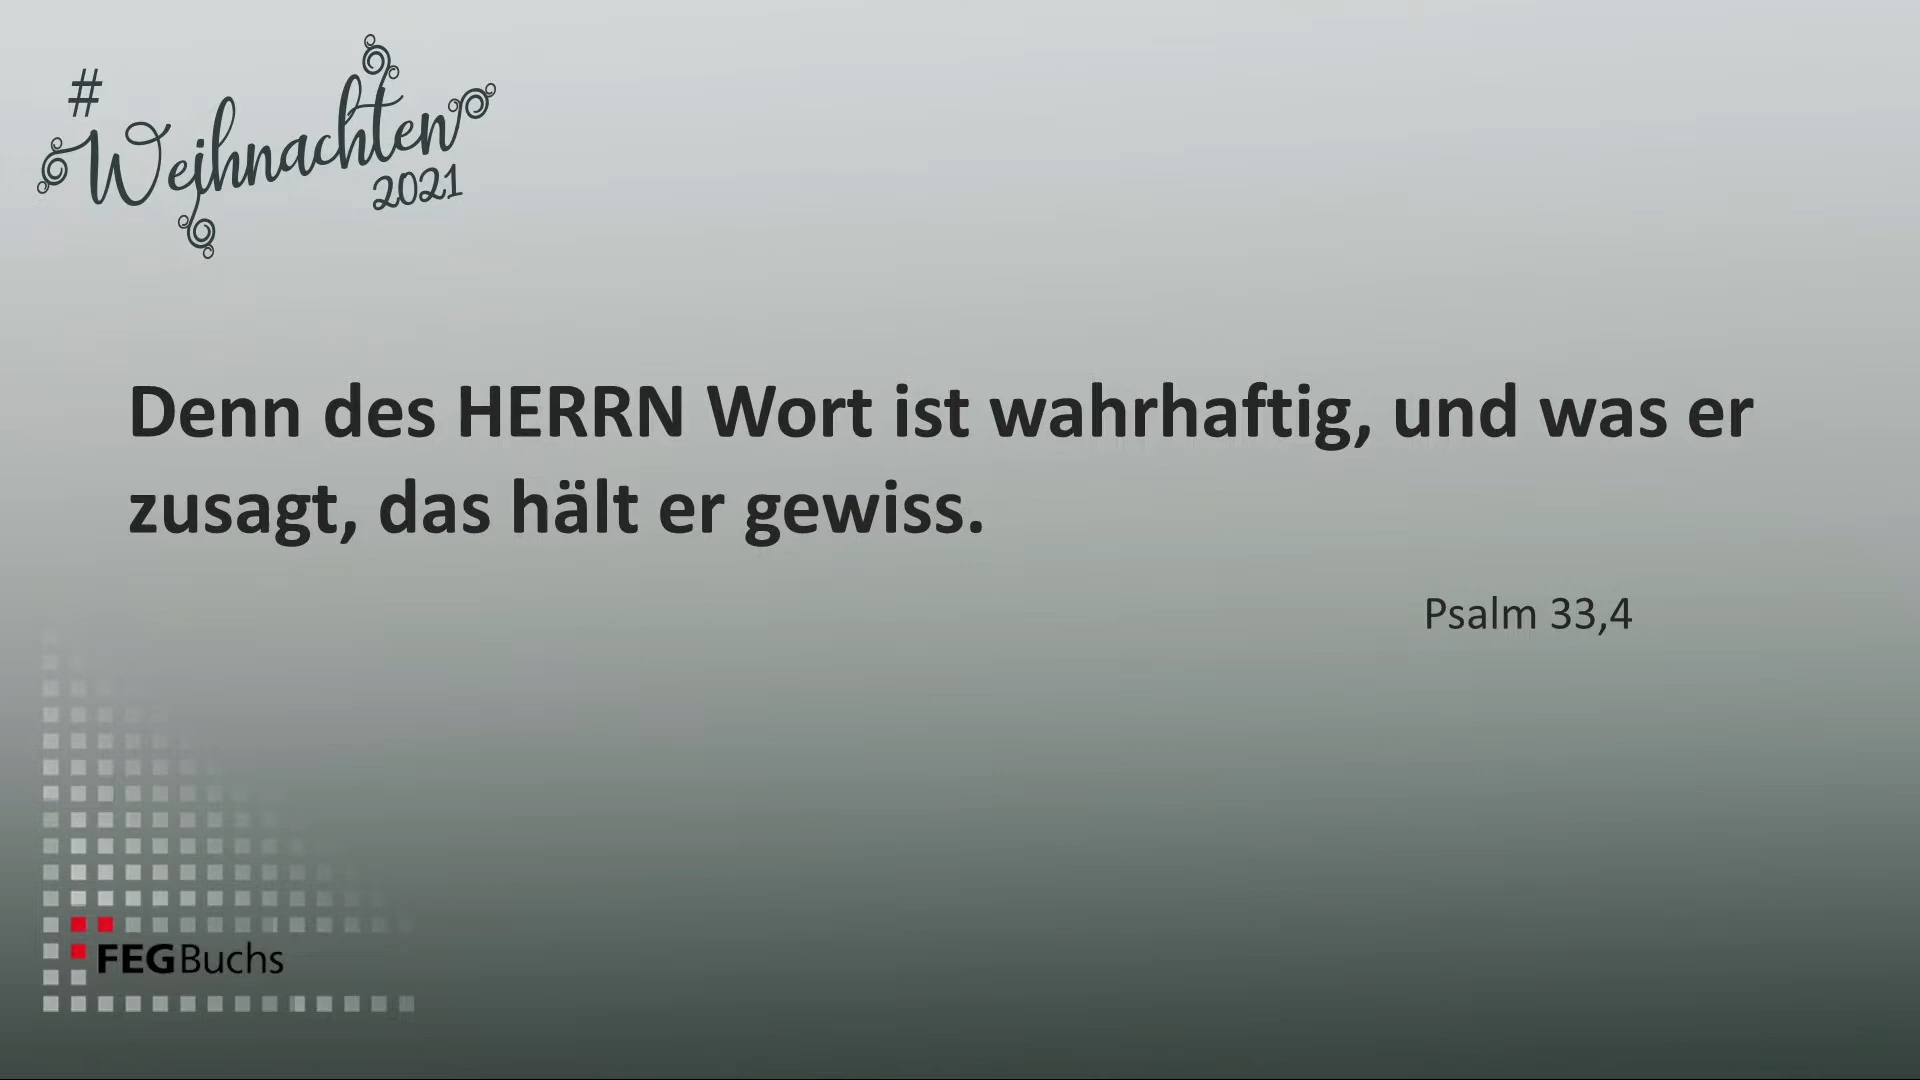 #
Weihnachten
2021
Denn des HERRN Wort ist wahrhaftig, und was er
zusagt, das hält er gewiss.
Psalm 33,4
FEGBuchs